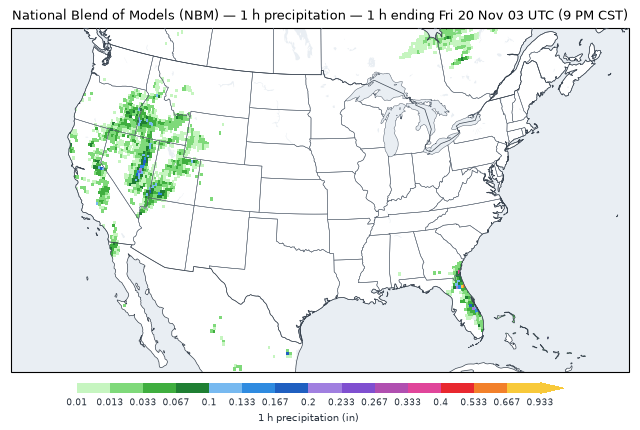 National Blend of Models (NBM) — 1 h precipitation — 1 h ending Fri 20 Nov 03 UTC (9 PM CST)
0.01 0.013 0.033 0.067 0.1 0.133 0.167 0.2 0.233 0.267 0.333 0.4 0.533 0.667 0.933
1 h precipitation (in)